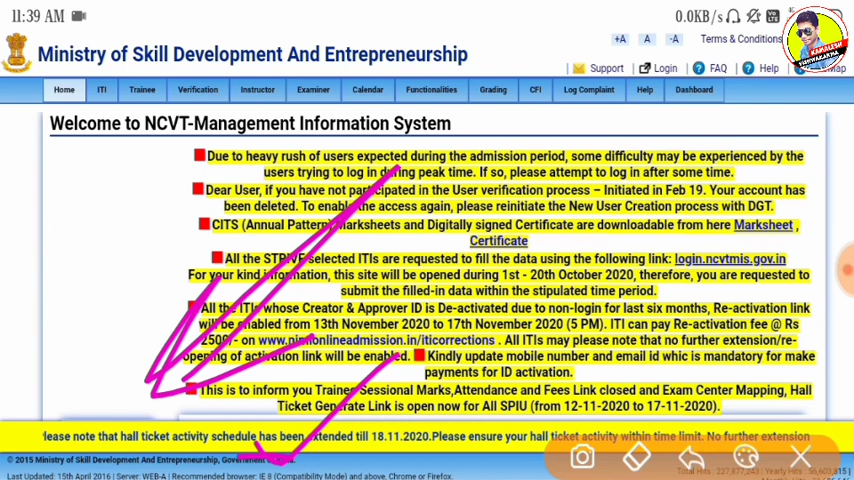 11:39 AM
0.0KB/s
+A A -A Terms & Conditions
Ministry of Skill Development And Entrepreneurship
Support Login FAQ Help Map
KAMALESH
VISHWAKARMA
Home ITI Trainee Verification Instructor Examiner Calendar Functionalities Grading CFI Log Complaint Help Dashboard
Welcome to NCVT-Management Information System
Due to heavy rush of users expected during the admission period, some difficulty may be experienced by the
users trying to log in during peak time. If so, please attempt to log in after some time.
Dear User, if you have not participated in the User verification process – Initiated in Feb 19. Your account has
been deleted. To enable the access again, please reinitiate the New User Creation process with DGT.
CITS (Annual Pattern) Marksheets and Digitally signed Certificate are downloadable from here Marksheet ,
Certificate
All the STRIVE selected ITIs are requested to fill the data using the following link: login.ncvtmis.gov.in
For your kind information, this site will be opened during 1st - 20th October 2020, therefore, you are requested to
submit the filled-in data within the stipulated time period.
All the ITIs whose Creator & Approver ID is De-activated due to non-login for last six months, Re-activation link
will be enabled from 13th November 2020 to 17th November 2020 (5 PM). ITI can pay Re-activation fee @ Rs
2500/- on www.nimionlineadmission.in/iticorrections . All ITIs may please note that no further extension/re-
opening of activation link will be enabled. Kindly update mobile number and email id whic is mandatory for make
payments for ID activation.
This is to inform you Trainee Sessional Marks,Attendance and Fees Link closed and Exam Center Mapping, Hall
Ticket Generate Link is open now for All SPIU (from 12-11-2020 to 17-11-2020).
lease note that hall ticket activity schedule has been extended till 18.11.2020.Please ensure your hall ticket activity within time limit. No further extension
© 2015 Ministry of Skill Development And Entrepreneurship, Government
Last Updated: 15th April 2016 | Server: WEB-A | Recommended browser: IE 8 (Compatibility Mode) and above, Chrome or Firefox.
Total Hits : 227,877,243 | Yearly Hits : 56,603,815